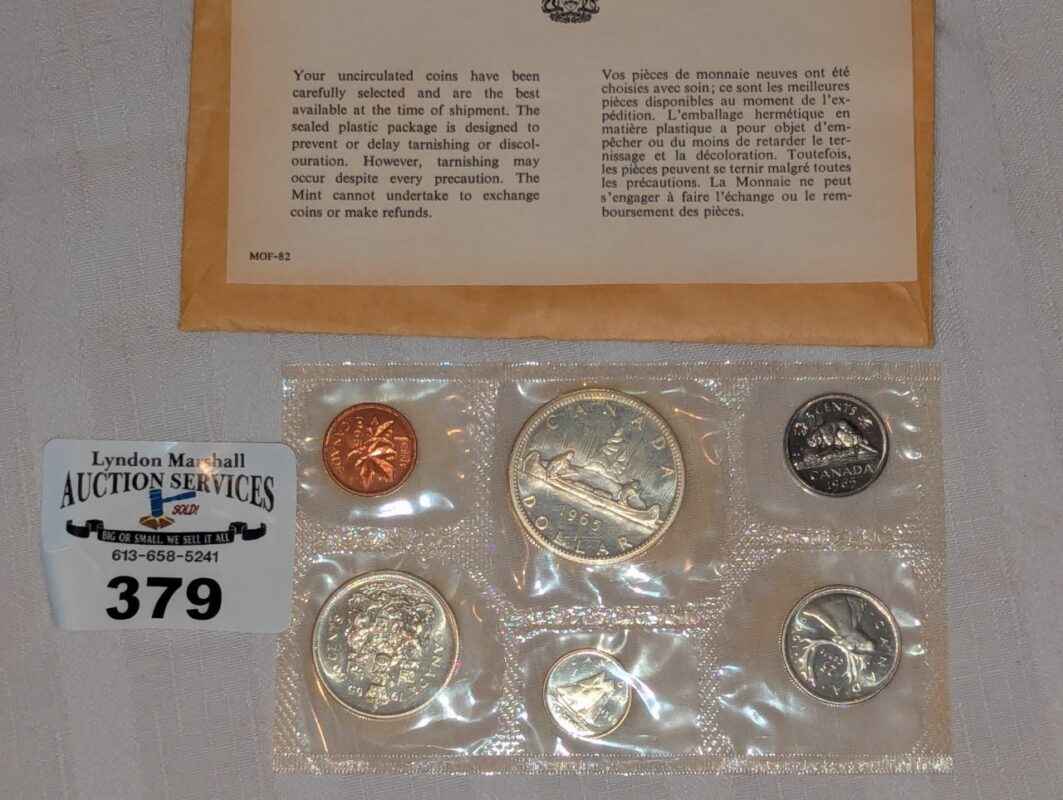 Your uncirculated coins have been
carefully selected and are the best
available at the time of shipment. The
sealed plastic package is designed to
prevent or delay tarnishing or discol-
ouration. However, tarnishing may
occur despite every precaution. The
Mint cannot undertake to exchange
coins or make refunds.
Vos pièces de monnaie neuves ont été
choisies avec soin; ce sont les meilleures
pièces disponibles au moment de l'ex-
pédition. L'emballage hermétique en
matière plastique a pour objet d'em-
pêcher ou du moins de retarder le ter-
nissage et la décoloration. Toutefois,
les pièces peuvent se ternir malgré toutes
les précautions. La Monnaie ne peut
s'engager à faire l'échange ou le rem-
boursement des pièces.
MOF-82
Lyndon Marshall
AUCTION SERVICES
SOLD!
BIG OR SMALL, WE SELL IT ALL
613-658-5241
379
CANADA
1965
DOLLAR
5 CENTS
CANADA
1965
50 CENTS
CANADA
CANADA